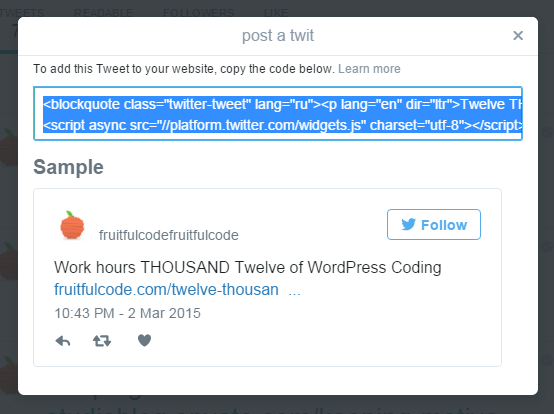 TWEETS READABLE FOLLOWERS LIKE
post a twit ×
To add this Tweet to your website, copy the code below. Learn more
<blockquote class="twitter-tweet" lang="ru"><p lang="en" dir="ltr">Twelve
<script async src="//platform.twitter.com/widgets.js" charset="utf-8"></script>
Sample
fruitfulcodefruitfulcode
Follow
Work hours THOUSAND Twelve of WordPress Coding
fruitfulcode.com/twelve-thousan ...
10:43 PM - 2 Mar 2015